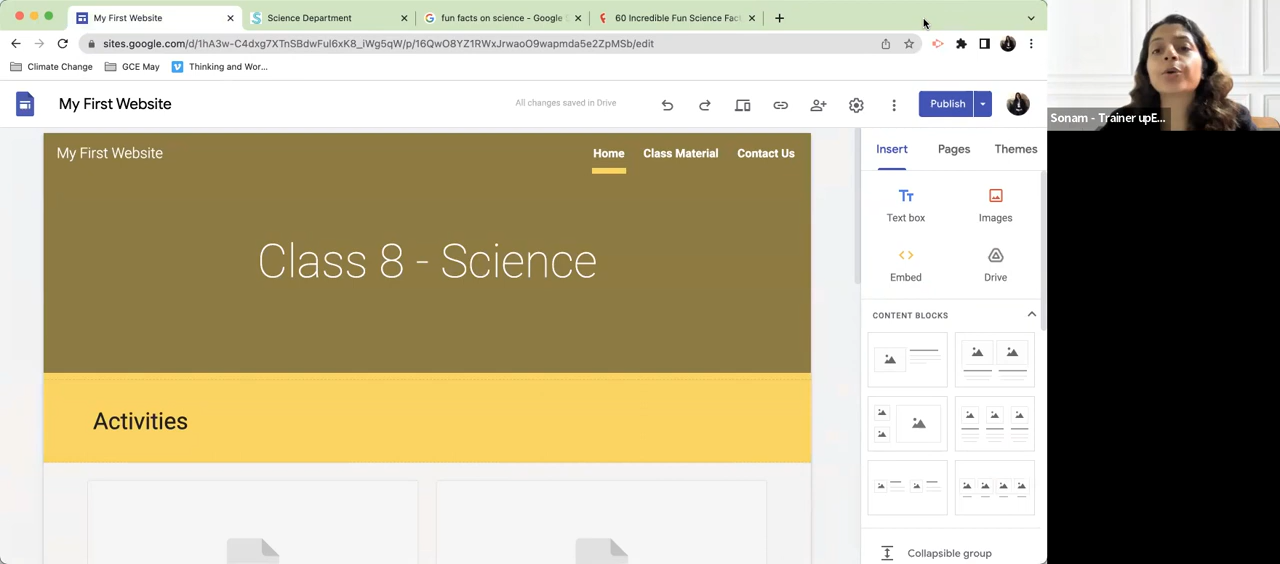 My First Website
Science Department
fun facts on science - Google
60 Incredible Fun Science Fac
sites.google.com/d/1hA3w-C4dxg7XTnSBdwFuI6xK8_iWg5qW/p/16QwO8YZ1RWxJrwaoO9wapmda5e2ZpMSb/edit
Climate Change
GCE May
Thinking and Wor...
My First Website
All changes saved in Drive
Publish
Sonam - Trainer upE...
My First Website
Home
Class Material
Contact Us
Insert
Pages
Themes
Text box
Images
Class 8 - Science
Embed
Drive
CONTENT BLOCKS
Activities
Collapsible group